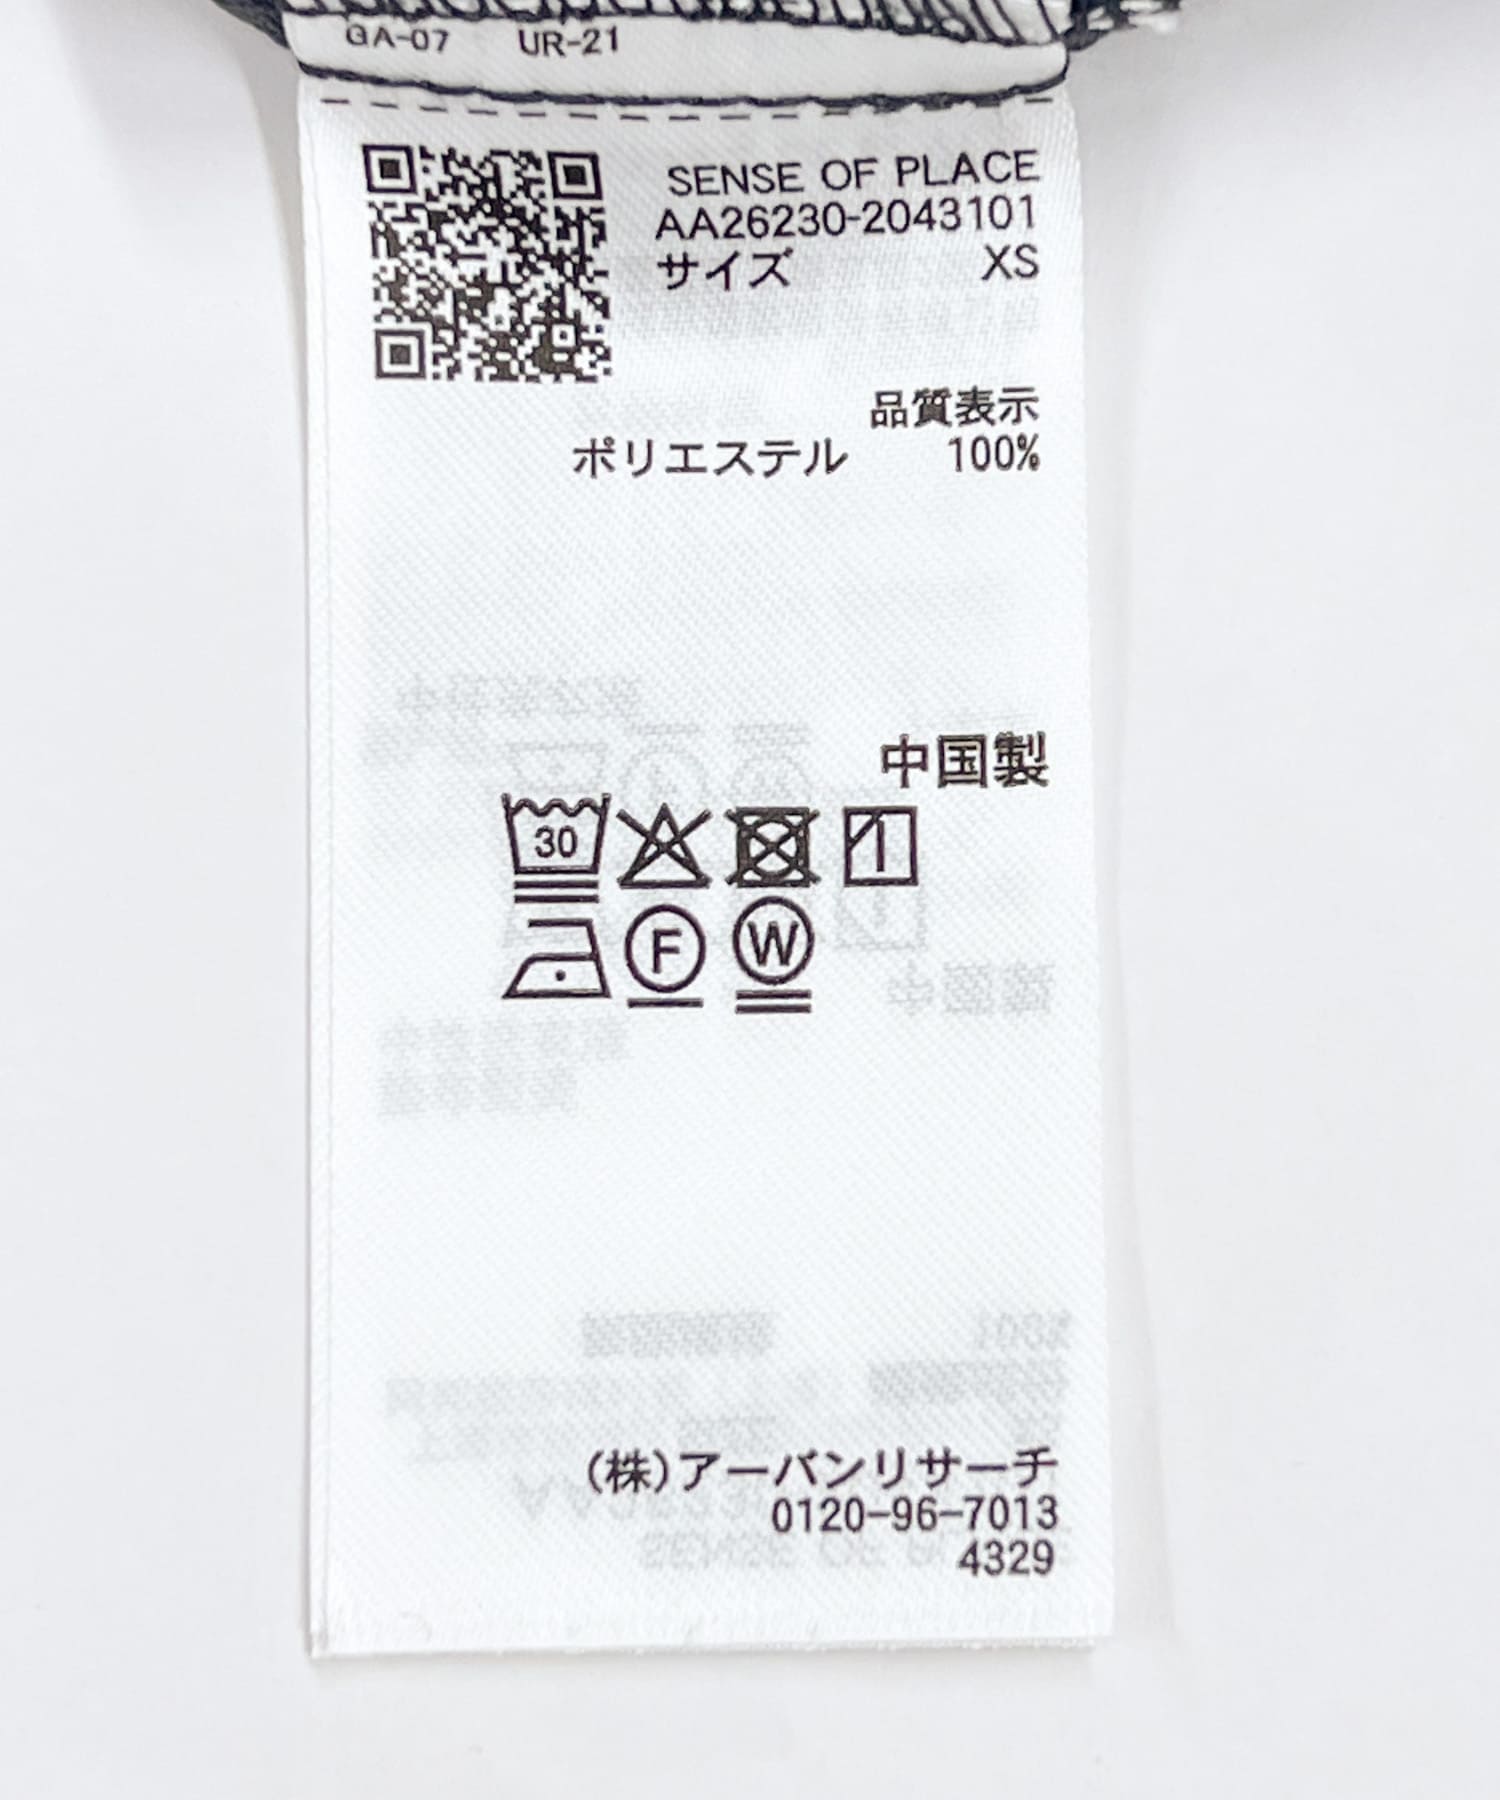 GA-07 UR-21
SENSE OF PLACE
AA26230-2043101
サイズ XS
品質表示
ポリエステル 100%
中国製
30
F W
(株)アーバンリサーチ
0120-96-7013
4329